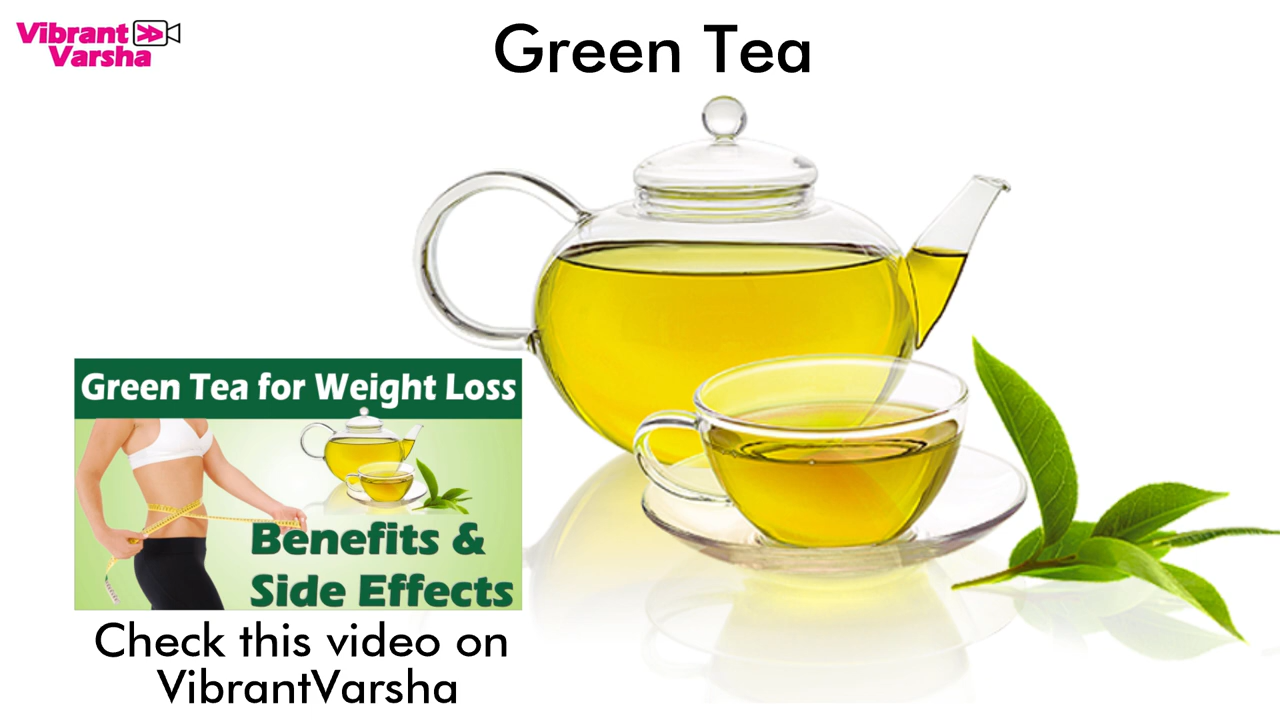 Vibrant
Varsha
Green Tea
Green Tea for Weight Loss
Benefits &
Side Effects
Check this video on
VibrantVarsha